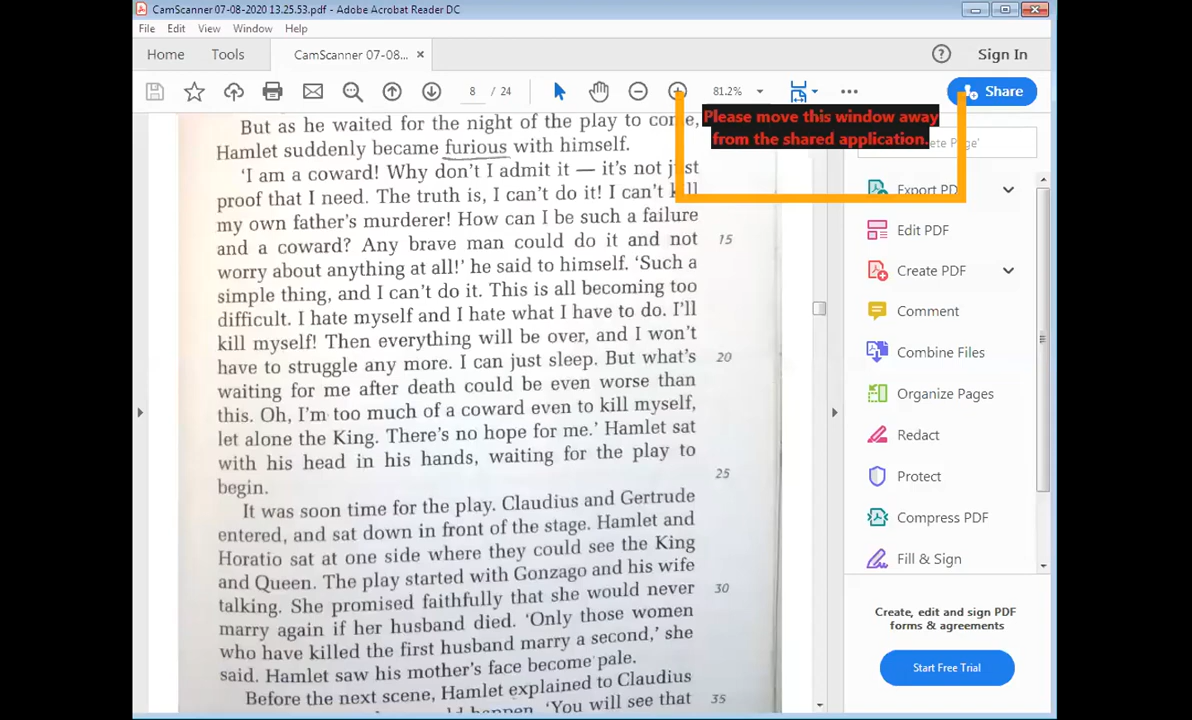 CamScanner 07-08-2020 13.25.53.pdf - Adobe Acrobat Reader DC
File Edit View Window Help
Home Tools CamScanner 07-08... × Sign In
8 / 24 81.2% Share
Please move this window away
from the shared application.
ete Page'
But as he waited for the night of the play to come,
Hamlet suddenly became furious with himself.
'I am a coward! Why don't I admit it — it's not just
proof that I need. The truth is, I can't do it! I can't kill
my own father's murderer! How can I be such a failure
and a coward? Any brave man could do it and not 15
worry about anything at all!' he said to himself. 'Such a
simple thing, and I can't do it. This is all becoming too
difficult. I hate myself and I hate what I have to do. I'll
kill myself! Then everything will be over, and I won't
have to struggle any more. I can just sleep. But what's 20
waiting for me after death could be even worse than
this. Oh, I'm too much of a coward even to kill myself,
let alone the King. There's no hope for me.' Hamlet sat
with his head in his hands, waiting for the play to
begin. 25
It was soon time for the play. Claudius and Gertrude
entered, and sat down in front of the stage. Hamlet and
Horatio sat at one side where they could see the King
and Queen. The play started with Gonzago and his wife
talking. She promised faithfully that she would never 30
marry again if her husband died. 'Only those women
who have killed the first husband marry a second,' she
said. Hamlet saw his mother's face become pale.
Before the next scene, Hamlet explained to Claudius
happen. 'You will see that 35
Export PD
Edit PDF
Create PDF
Comment
Combine Files
Organize Pages
Redact
Protect
Compress PDF
Fill & Sign
Create, edit and sign PDF
forms & agreements
Start Free Trial